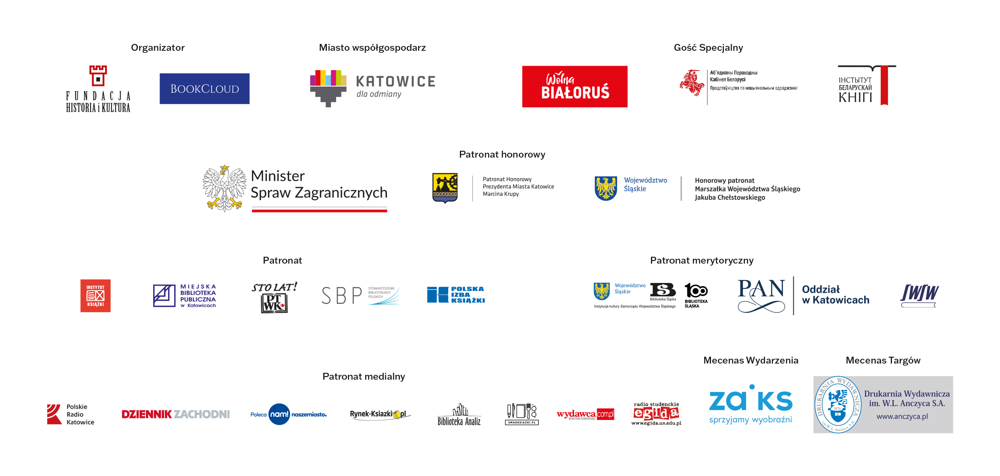 Organizator
FUNDACJA
HISTORIA i KULTURA
BOOKCLOUD
Miasto współgospodarz
KATOWICE
dla odmiany
Gość Specjalny
Wolna
BIAŁORUŚ
Аб'яднаны Пераходны
Кабінет Беларусі
Прадстаўніцтва па нацыянальным адраджэнні
ІНСТЫТУТ
БЕЛАРУСКАЙ
КНІГІ
Patronat honorowy
Minister
Spraw Zagranicznych
Patronat Honorowy
Prezydenta Miasta Katowice
Marcina Krupy
Województwo
Śląskie
Honorowy patronat
Marszałka Województwa Śląskiego
Jakuba Chełstowskiego
Patronat
INSTYTUT
KSIĄŻKI
MIEJSKA
BIBLIOTEKA
PUBLICZNA
w Katowicach
STO LAT!
PT
WK
SBP
STOWARZYSZENIE
BIBLIOTEKARZY
POLSKICH
POLSKA
IZBA
KSIĄŻKI
Patronat merytoryczny
Województwo
Śląskie
BS
Biblioteka Śląska
Instytucja kultury Samorządu Województwa Śląskiego
100
BIBLIOTEKA
ŚLĄSKA
PAN
Oddział
w Katowicach
Patronat medialny
Polskie
Radio
Katowice
DZIENNIK ZACHODNI
Poleca nam! naszemiasto.
Rynek-Ksiazki.pl
Biblioteka Analiz
SMAKKSIAZKI.PL
wydawca.com.pl
portal rynku wydawniczego
radio studenckie
egida
www.egida.us.edu.pl
Mecenas Wydarzenia
zaiks
sprzyjamy wyobraźni
Mecenas Targów
DRUKARNIA WYDAWNICZA
im. W. L. Anczyca S.A.
1870
K
Drukarnia Wydawnicza
im. W.L. Anczyca S.A.
www.anczyca.pl